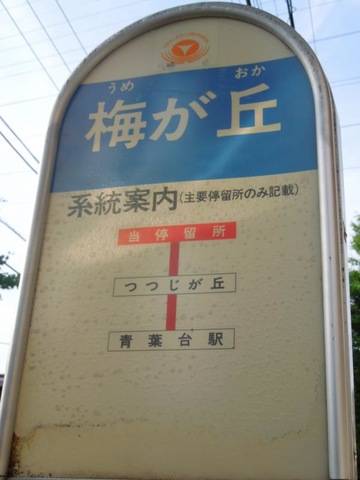 うめ おか
梅が丘
系統案内(主要停留所のみ記載)
当停留所
つつじが丘
青葉台駅